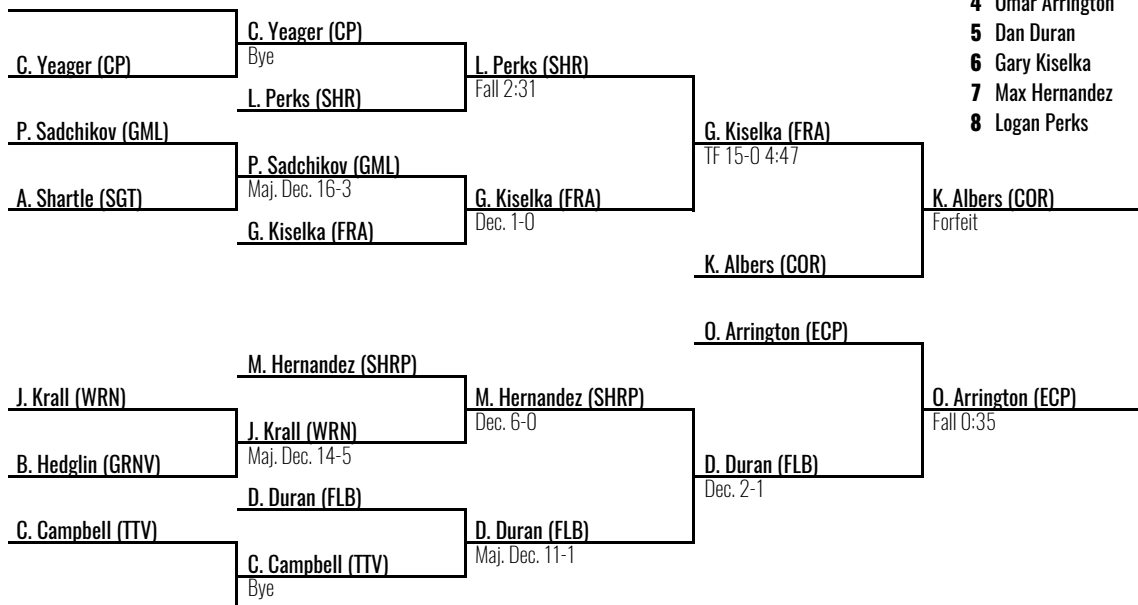 4 Omar Arrington
5 Dan Duran
6 Gary Kiselka
7 Max Hernandez
8 Logan Perks
C. Yeager (CP)
C. Yeager (CP)
Bye
L. Perks (SHR)
L. Perks (SHR)
Fall 2:31
P. Sadchikov (GML)
A. Shartle (SGT)
P. Sadchikov (GML)
Maj. Dec. 16-3
G. Kiselka (FRA)
G. Kiselka (FRA)
Dec. 1-0
G. Kiselka (FRA)
TF 15-0 4:47
K. Albers (COR)
K. Albers (COR)
Forfeit
O. Arrington (ECP)
M. Hernandez (SHRP)
J. Krall (WRN)
B. Hedglin (GRNV)
J. Krall (WRN)
Maj. Dec. 14-5
M. Hernandez (SHRP)
Dec. 6-0
D. Duran (FLB)
C. Campbell (TTV)
C. Campbell (TTV)
Bye
D. Duran (FLB)
Maj. Dec. 11-1
D. Duran (FLB)
Dec. 2-1
O. Arrington (ECP)
Fall 0:35